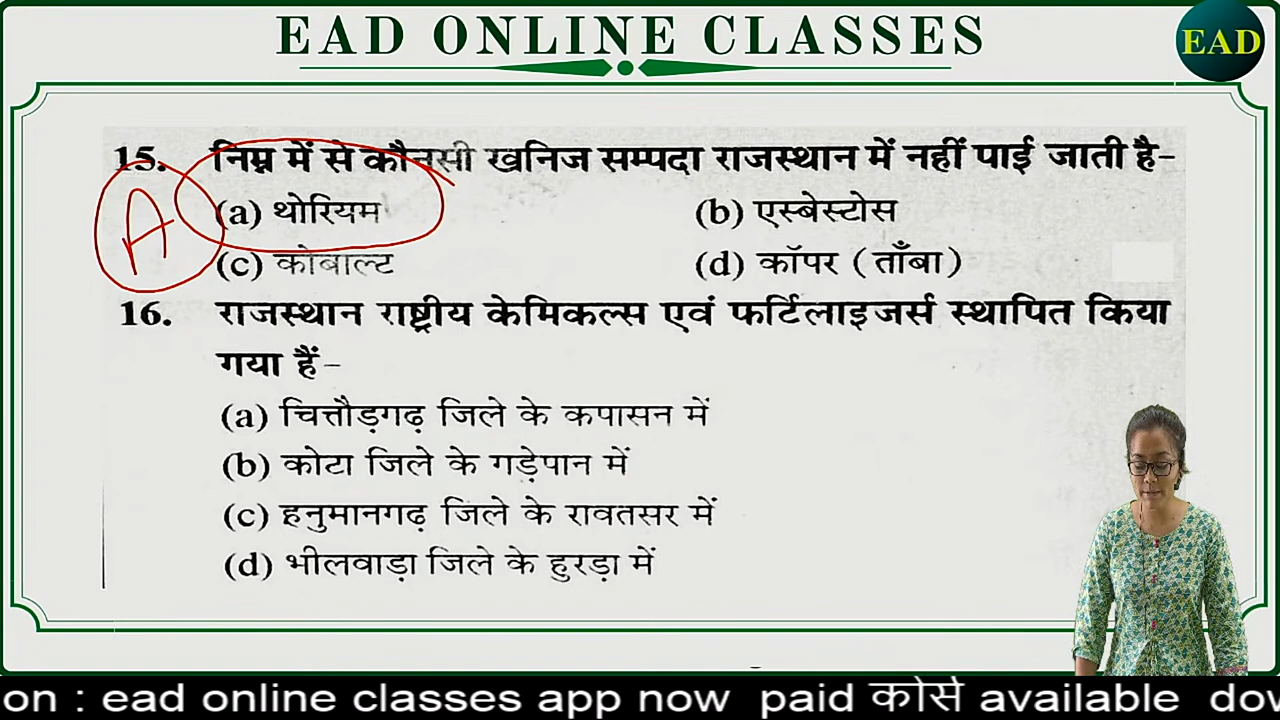 EAD ONLINE CLASSES
EAD
15. निम्न में से कौनसी खनिज सम्पदा राजस्थान में नहीं पाई जाती है-
A
(a) थोरियम (b) एस्बेस्टोस
(c) कोबाल्ट (d) कॉपर (ताँबा)
16. राजस्थान राष्ट्रीय केमिकल्स एवं फर्टिलाइजर्स स्थापित किया
गया हैं-
(a) चित्तौड़गढ़ जिले के कपासन में
(b) कोटा जिले के गड़ेपान में
(c) हनुमानगढ़ जिले के रावतसर में
(d) भीलवाड़ा जिले के हुरड़ा में
on : ead online classes app now paid कोर्स available dow